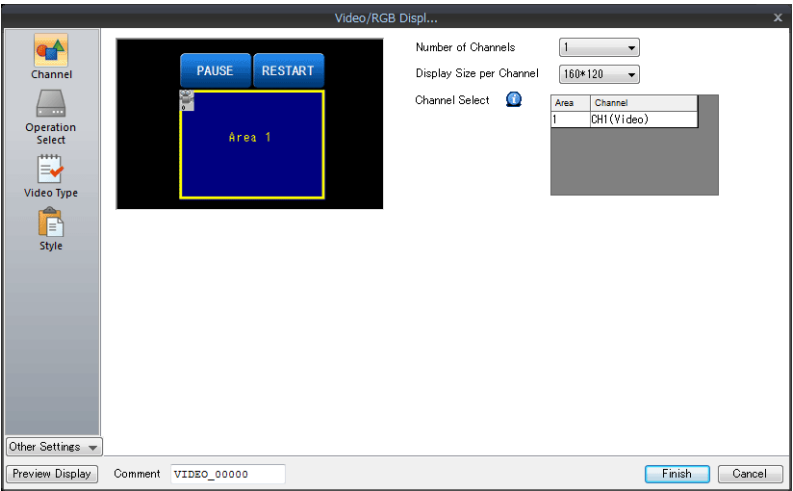 Video/RGB Displ...
Channel
Operation
Select
Video Type
Style
Other Settings
PAUSE RESTART
Area 1
Number of Channels 1
Display Size per Channel 160*120
Channel Select
Area Channel
1 CH1(Video)
Preview Display Comment VIDEO_00000 Finish Cancel